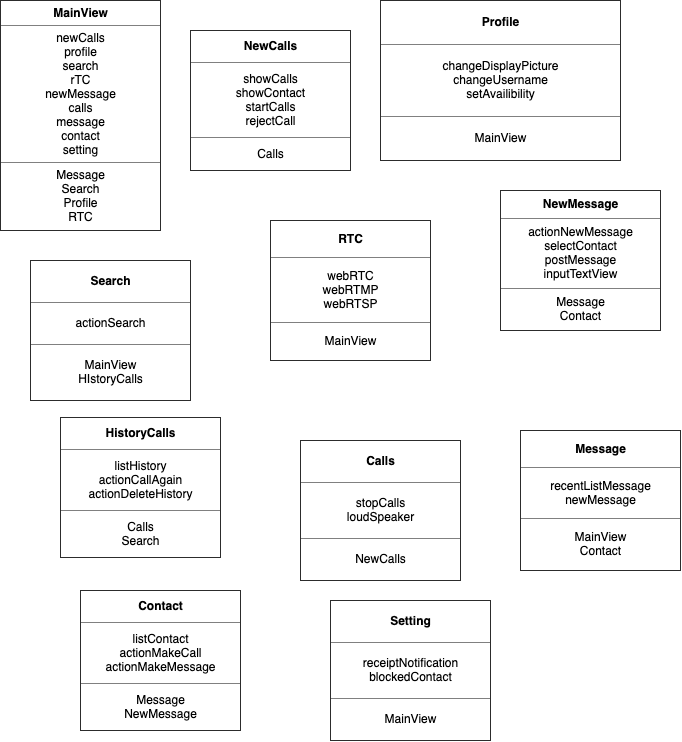 MainView
newCalls
profile
search
rTC
newMessage
calls
message
contact
setting
Message
Search
Profile
RTC
NewCalls
showCalls
showContact
startCalls
rejectCall
Calls
Profile
changeDisplayPicture
changeUsername
setAvailibility
MainView
NewMessage
actionNewMessage
selectContact
postMessage
inputTextView
Message
Contact
RTC
webRTC
webRTMP
webRTSP
MainView
Search
actionSearch
MainView
HIstoryCalls
HistoryCalls
listHistory
actionCallAgain
actionDeleteHistory
Calls
Search
Calls
stopCalls
loudSpeaker
NewCalls
Message
recentListMessage
newMessage
MainView
Contact
Contact
listContact
actionMakeCall
actionMakeMessage
Message
NewMessage
Setting
receiptNotification
blockedContact
MainView